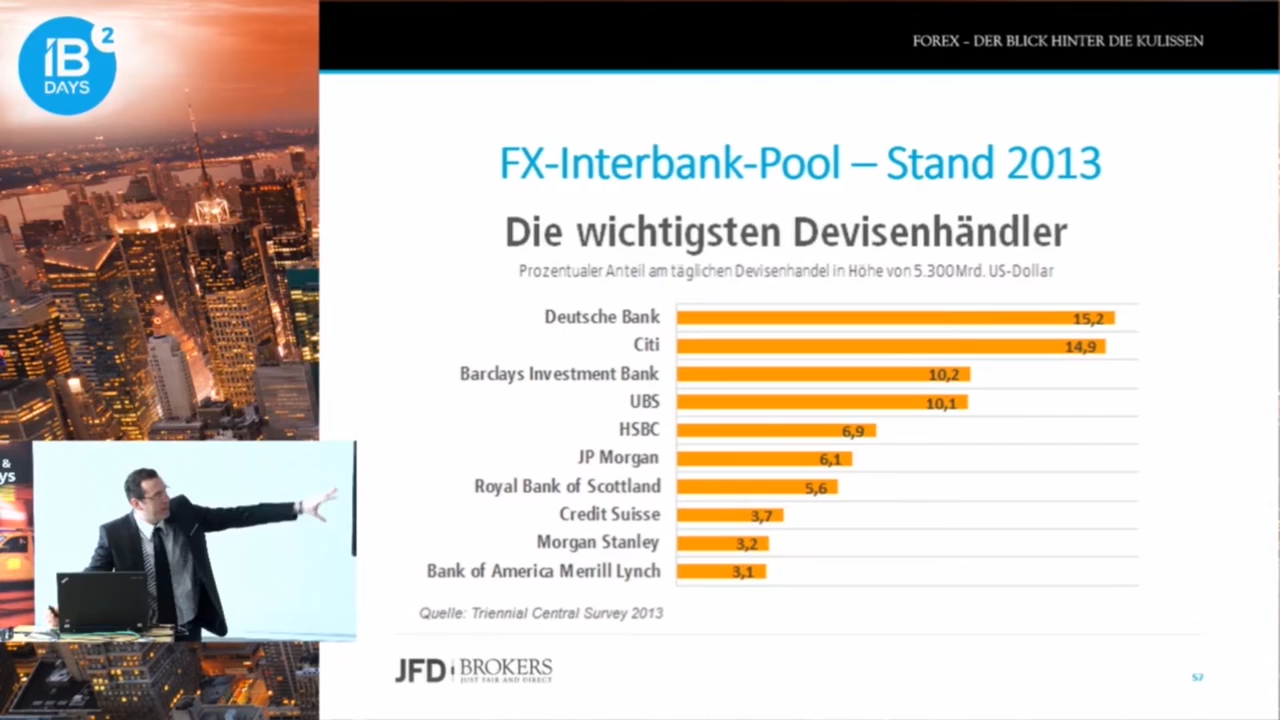 IB 2
DAYS
FOREX – DER BLICK HINTER DIE KULISSEN
FX-Interbank-Pool – Stand 2013
Die wichtigsten Devisenhändler
Prozentualer Anteil am täglichen Devisenhandel in Höhe von 5.300Mrd. US-Dollar
Deutsche Bank 15,2
Citi 14,9
Barclays Investment Bank 10,2
UBS 10,1
HSBC 6,9
JP Morgan 6,1
Royal Bank of Scotland 5,6
Credit Suisse 3,7
Morgan Stanley 3,2
Bank of America Merrill Lynch 3,1
&
ys
Quelle: Triennial Central Survey 2013
JFD BROKERS
JUST FAIR AND DIRECT
57